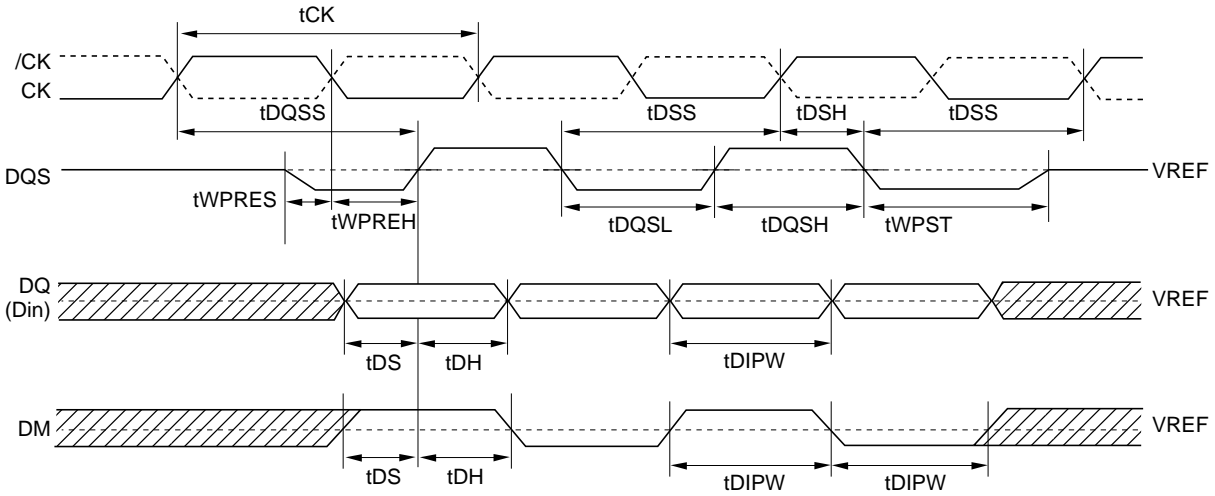 tCK
/CK
CK
tDQSS
tDSS
tDSH
tDSS
DQS
VREF
tWPRES
tWPREH
tDQSL
tDQSH
tWPST
DQ
(Din)
VREF
tDS
tDH
tDIPW
DM
VREF
tDS
tDH
tDIPW
tDIPW